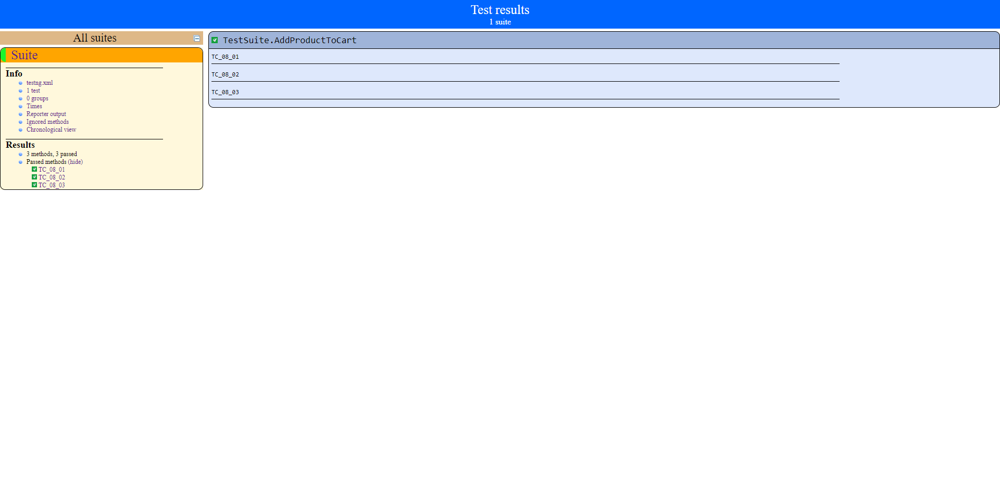 Test results
1 suite
All suites
Suite
Info
testng.xml
1 test
0 groups
Times
Reporter output
Ignored methods
Chronological view
Results
3 methods, 3 passed
Passed methods (hide)
TC_08_01
TC_08_02
TC_08_03
TestSuite.AddProductToCart
TC_08_01
TC_08_02
TC_08_03